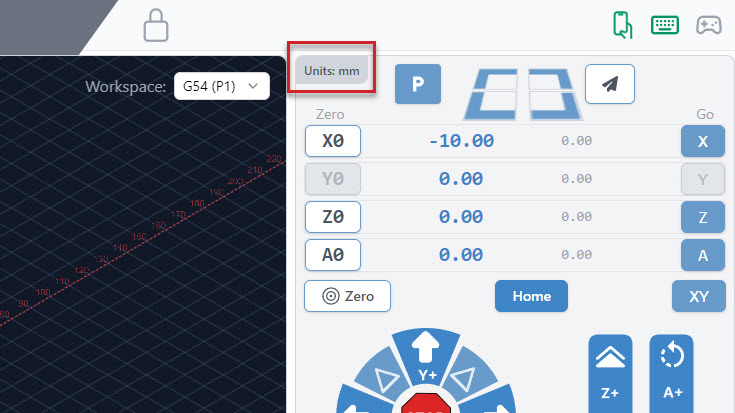 Units: mm
Workspace: G54 (P1)
P
Zero
Go
X0 -10.00 0.00 X
Y0 0.00 0.00 Y
Z0 0.00 0.00 Z
A0 0.00 0.00 A
Zero Home XY
220
210
200
190
180
170
160
150
140
130
120
110
100
90
80
Y+
Z+
A+